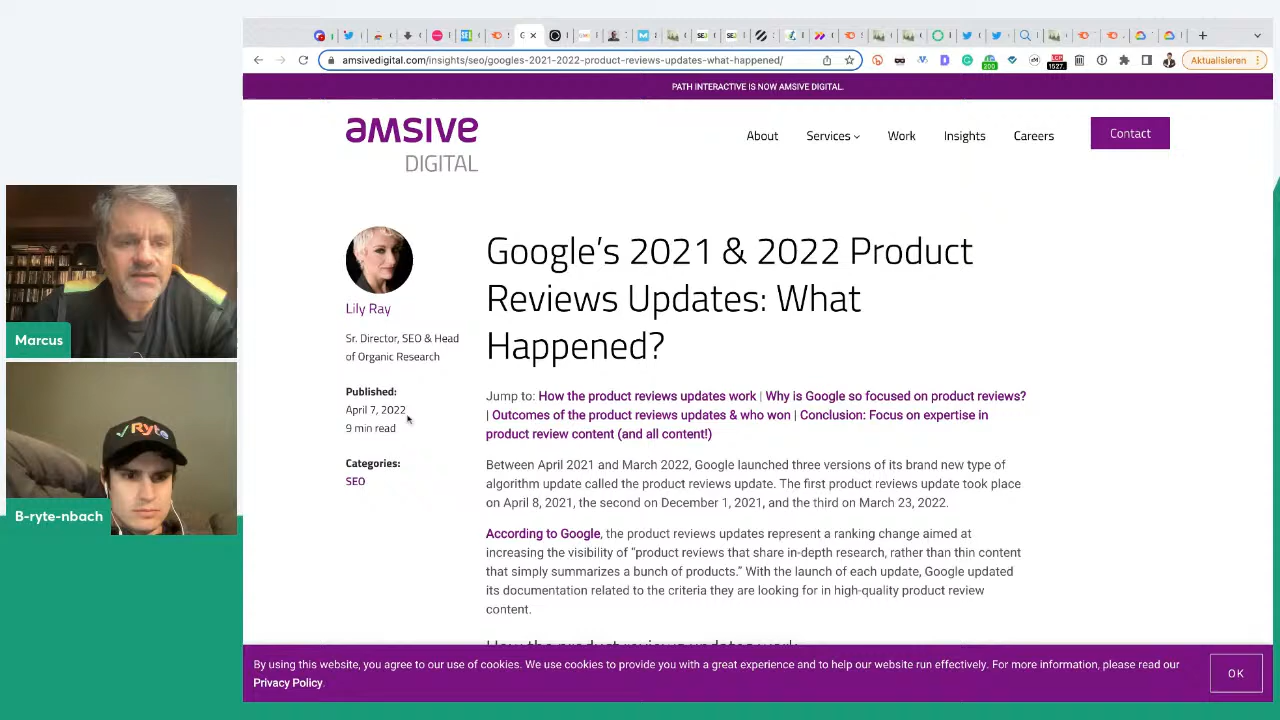 amsivedigital.com/insights/seo/googles-2021-2022-product-reviews-updates-what-happened/
Aktualisieren
PATH INTERACTIVE IS NOW AMSIVE DIGITAL.
aMSIVE
DIGITAL
About
Services
Work
Insights
Careers
Contact
Lily Ray
Sr. Director, SEO & Head
of Organic Research
Published:
April 7, 2022
9 min read
Categories:
SEO
Google’s 2021 & 2022 Product
Reviews Updates: What
Happened?
Jump to: How the product reviews updates work | Why is Google so focused on product reviews?
| Outcomes of the product reviews updates & who won | Conclusion: Focus on expertise in
product review content (and all content!)
Between April 2021 and March 2022, Google launched three versions of its brand new type of
algorithm update called the product reviews update. The first product reviews update took place
on April 8, 2021, the second on December 1, 2021, and the third on March 23, 2022.
According to Google, the product reviews updates represent a ranking change aimed at
increasing the visibility of “product reviews that share in-depth research, rather than thin content
that simply summarizes a bunch of products.” With the launch of each update, Google updated
its documentation related to the criteria they are looking for in high-quality product review
content.
How the product reviews updates work
By using this website, you agree to our use of cookies. We use cookies to provide you with a great experience and to help our website run effectively. For more information, please read our
Privacy Policy.
OK
Marcus
Ryte
B-ryte-nbach